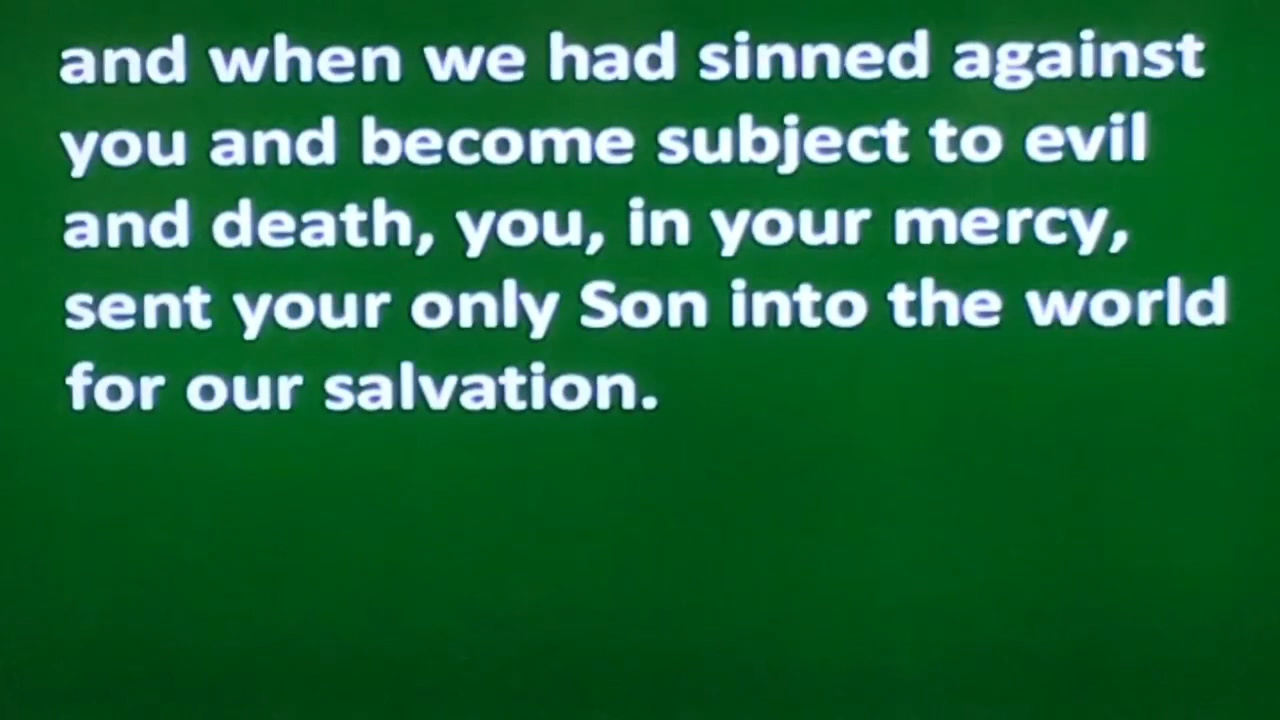 and when we had sinned against
you and become subject to evil
and death, you, in your mercy,
sent your only Son into the world
for our salvation.